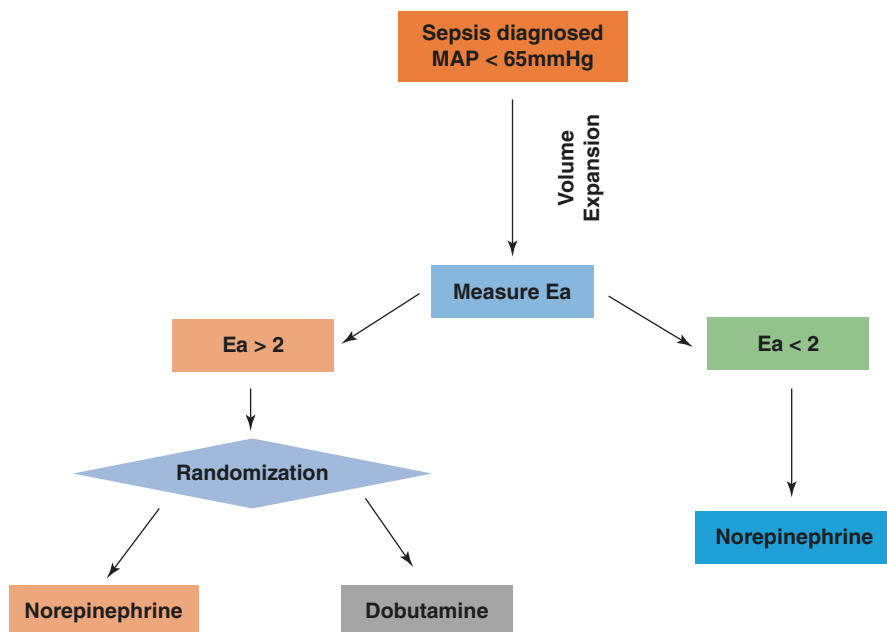 Sepsis diagnosed
MAP < 65mmHg
Volume
Expansion
Measure Ea
Ea > 2
Ea < 2
Randomization
Norepinephrine
Norepinephrine
Dobutamine